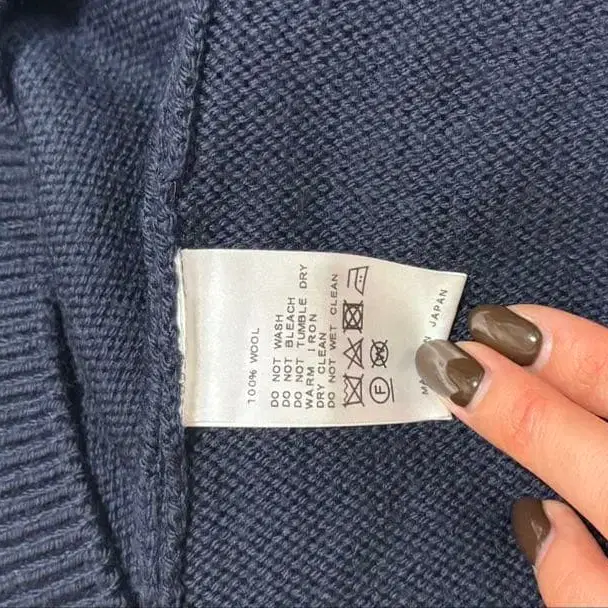 100% WOOL
DO NOT WASH
DO NOT BLEACH
DO NOT TUMBLE DRY
WARM IRON
DRY CLEAN
DO NOT WET CLEAN
F
W
JAPAN